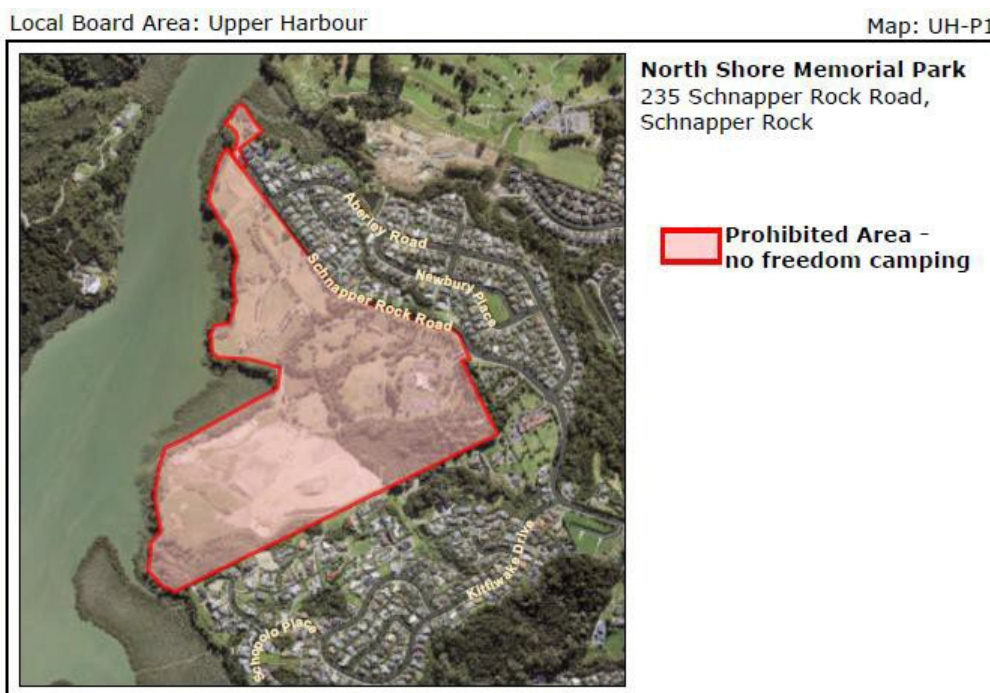 Local Board Area: Upper Harbour
Map: UH-P1
North Shore Memorial Park
235 Schnapper Rock Road,
Schnapper Rock
Prohibited Area -
no freedom camping
Aberley Road
Newbury Place
Schnapper Rock Road
Kittiwake Drive
Schopolo Place